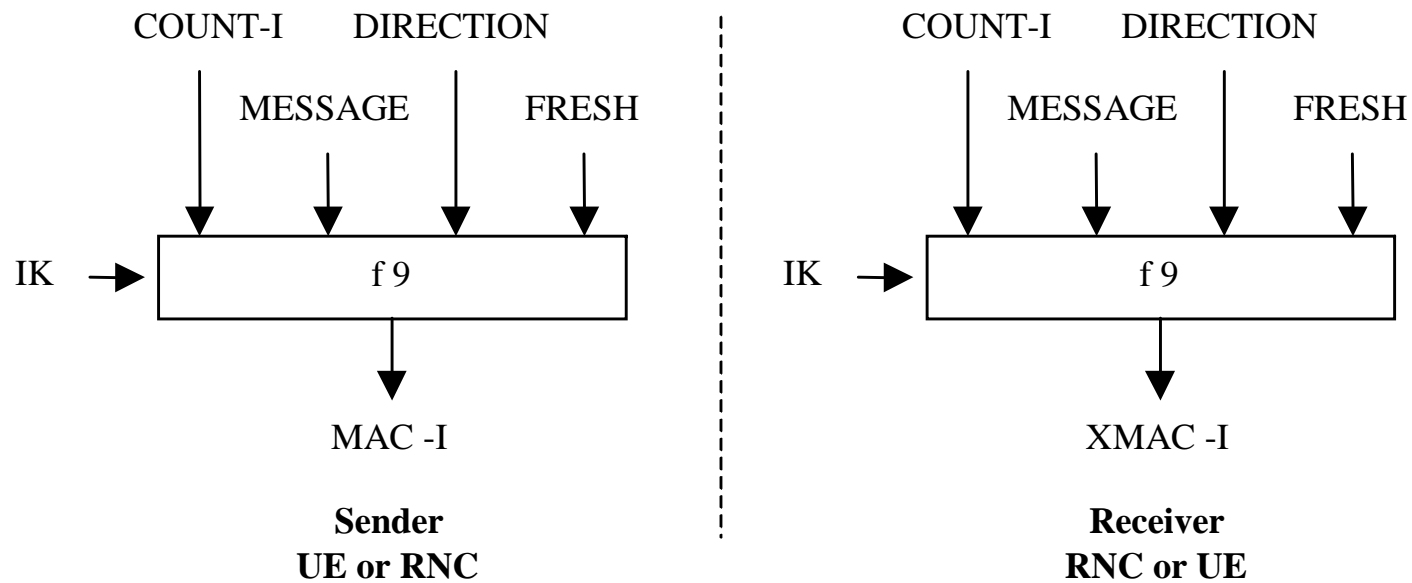 COUNT-I DIRECTION
MESSAGE FRESH
IK
f 9
MAC -I
Sender
UE or RNC
COUNT-I DIRECTION
MESSAGE FRESH
IK
f 9
XMAC -I
Receiver
RNC or UE